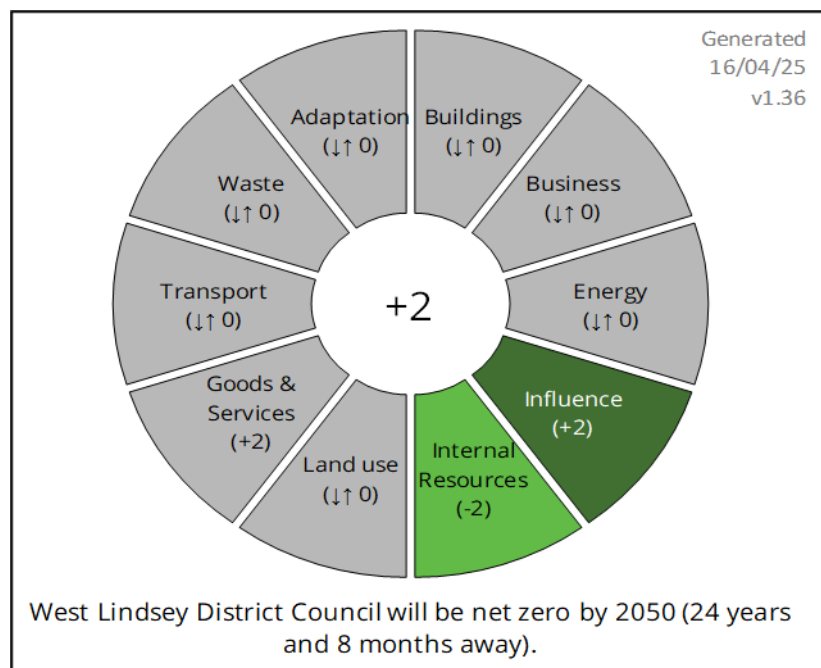 Generated
16/04/25
v1.36
Adaptation
(↓↑ 0)
Buildings
(↓↑ 0)
Waste
(↓↑ 0)
Business
(↓↑ 0)
Transport
(↓↑ 0)
+2
Energy
(↓↑ 0)
Goods &
Services
(+2)
Influence
(+2)
Land use
(↓↑ 0)
Internal
Resources
(-2)
West Lindsey District Council will be net zero by 2050 (24 years
and 8 months away).